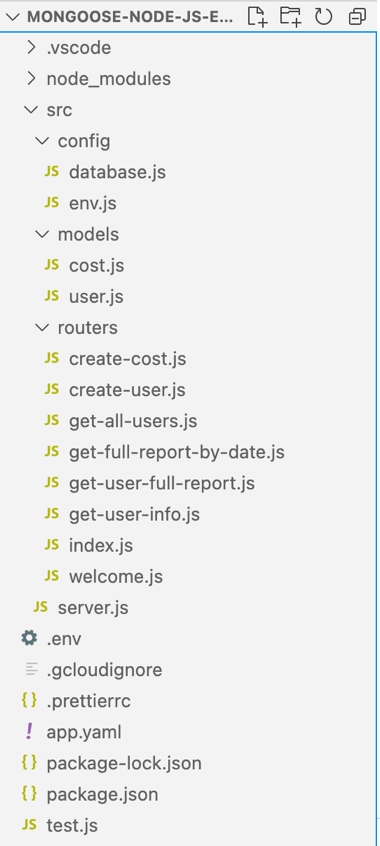 MONGOOSE-NODE-JS-E...
.vscode
node_modules
src
config
JS database.js
JS env.js
models
JS cost.js
JS user.js
routers
JS create-cost.js
JS create-user.js
JS get-all-users.js
JS get-full-report-by-date.js
JS get-user-full-report.js
JS get-user-info.js
JS index.js
JS welcome.js
JS server.js
.env
.gcloudignore
{} .prettierrc
! app.yaml
{} package-lock.json
{} package.json
JS test.js